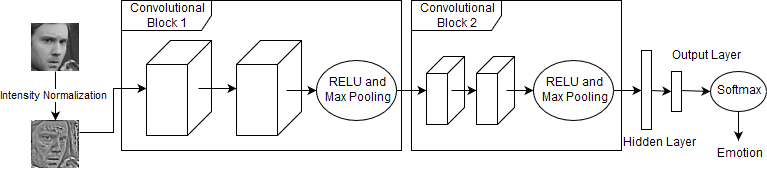 Convolutional
Block 1
Convolutional
Block 2
Intensity Normalization
RELU and
Max Pooling
RELU and
Max Pooling
Hidden Layer
Output Layer
Softmax
Emotion